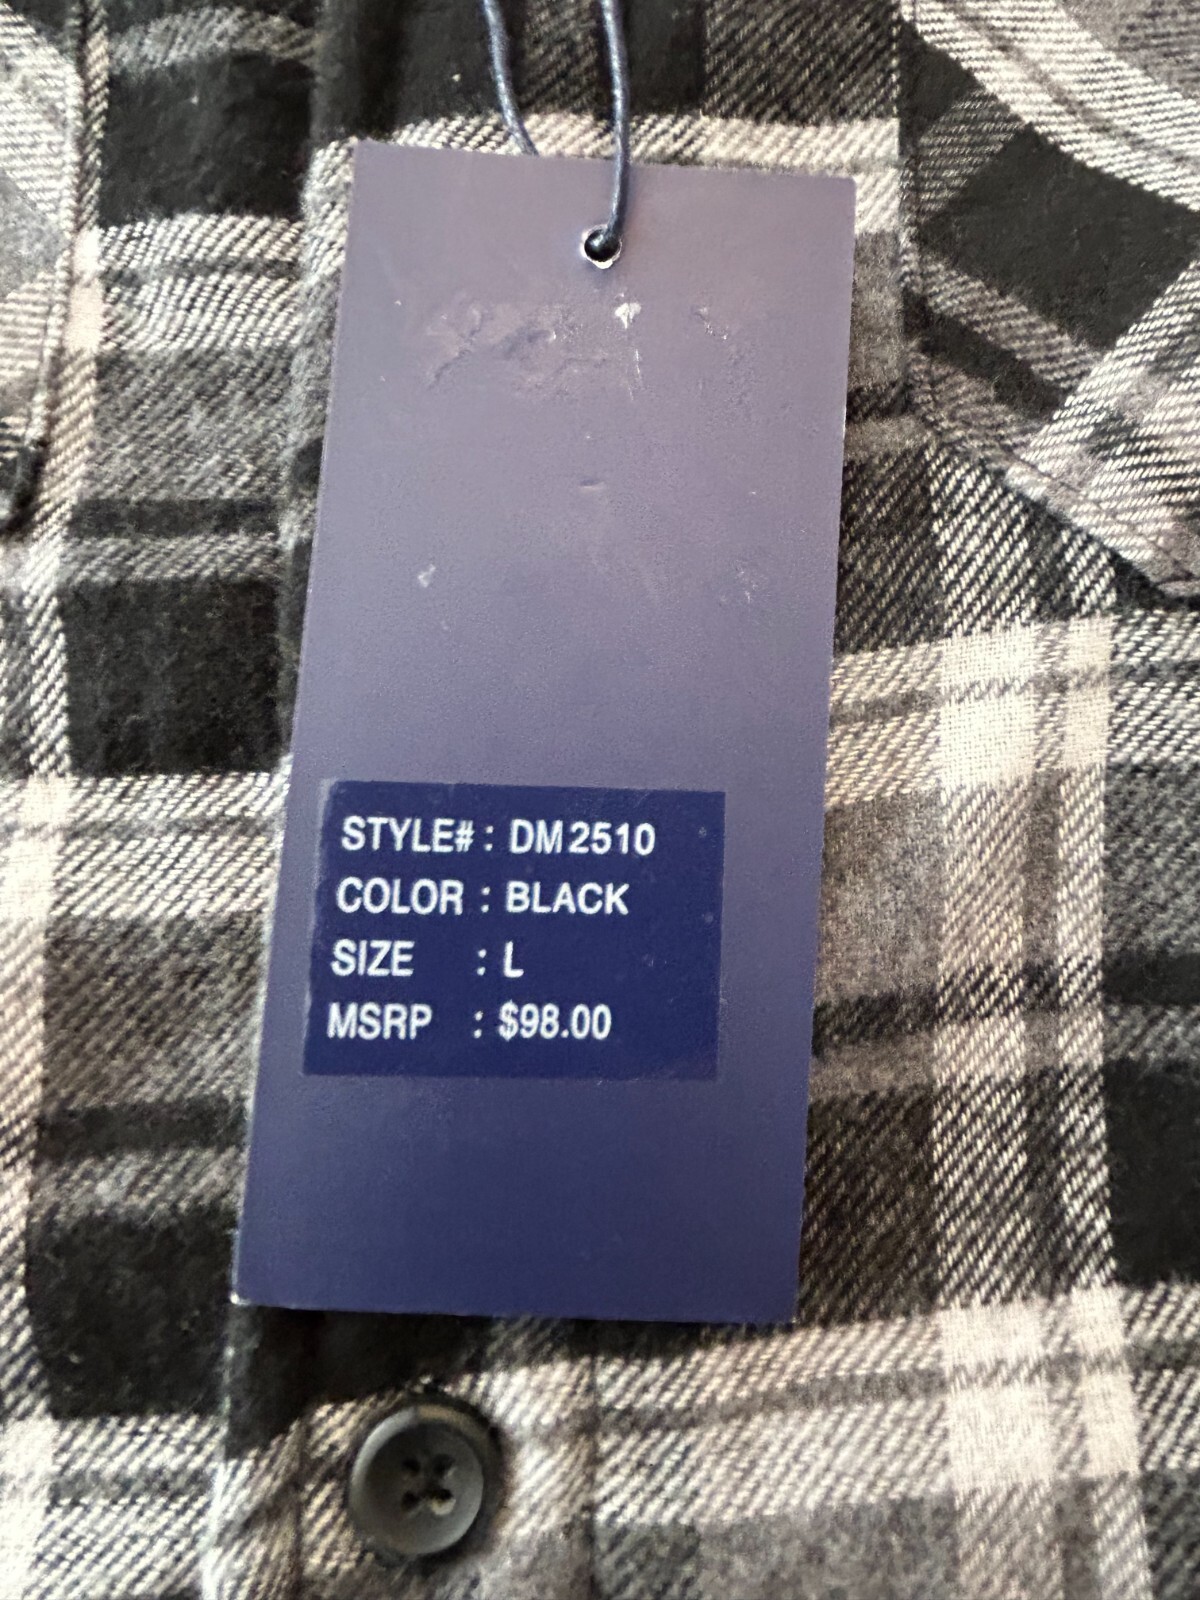 STYLE# : DM2510
COLOR : BLACK
SIZE : L
MSRP : $98.00